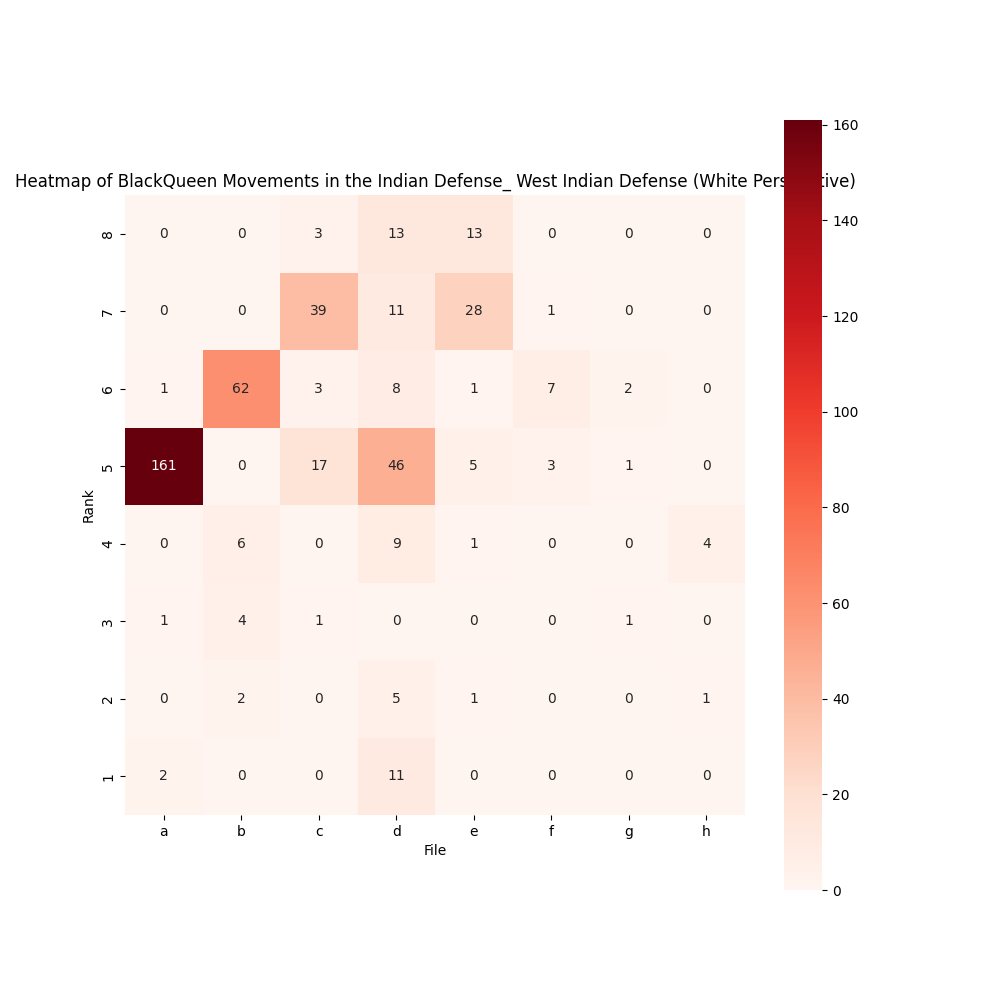 160
Heatmap of BlackQueen Movements in the Indian Defense_ West Indian Defense (White Perspective)
8 0 0 3 13 13 0 0 0
140
7 0 0 39 11 28 1 0 0
120
6 1 62 3 8 1 7 2 0
100
5 161 0 17 46 5 3 1 0
Rank
80
4 0 6 0 9 1 0 0 4
60
3 1 4 1 0 0 0 1 0
40
2 0 2 0 5 1 0 0 1
1 2 0 0 11 0 0 0 0
20
a b c d e f g h
File
0